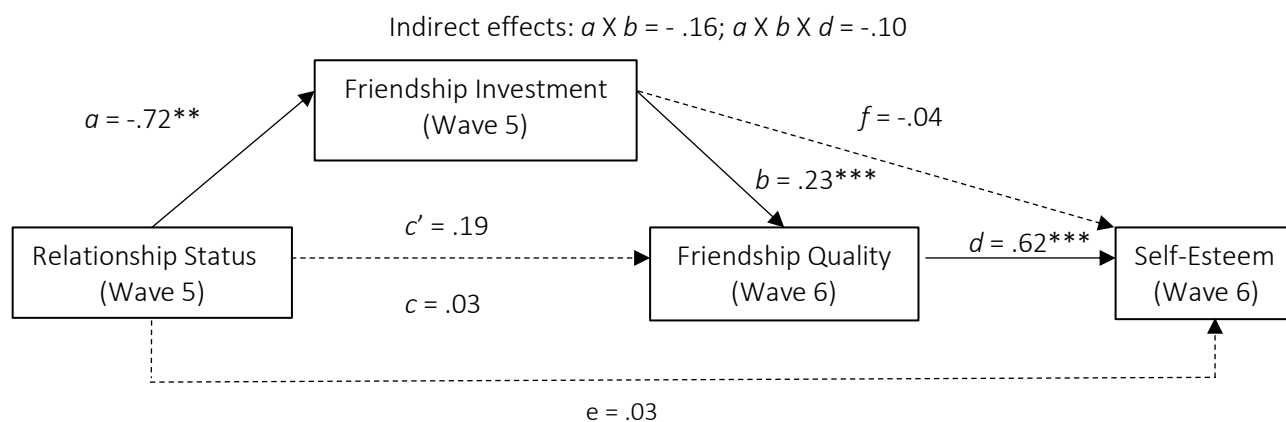 Indirect effects: a X b = - .16; a X b X d = -.10
Friendship Investment
(Wave 5)
a = -.72**
f = -.04
b = .23***
c' = .19
Relationship Status
(Wave 5)
Friendship Quality
(Wave 6)
d = .62***
Self-Esteem
(Wave 6)
c = .03
e = .03